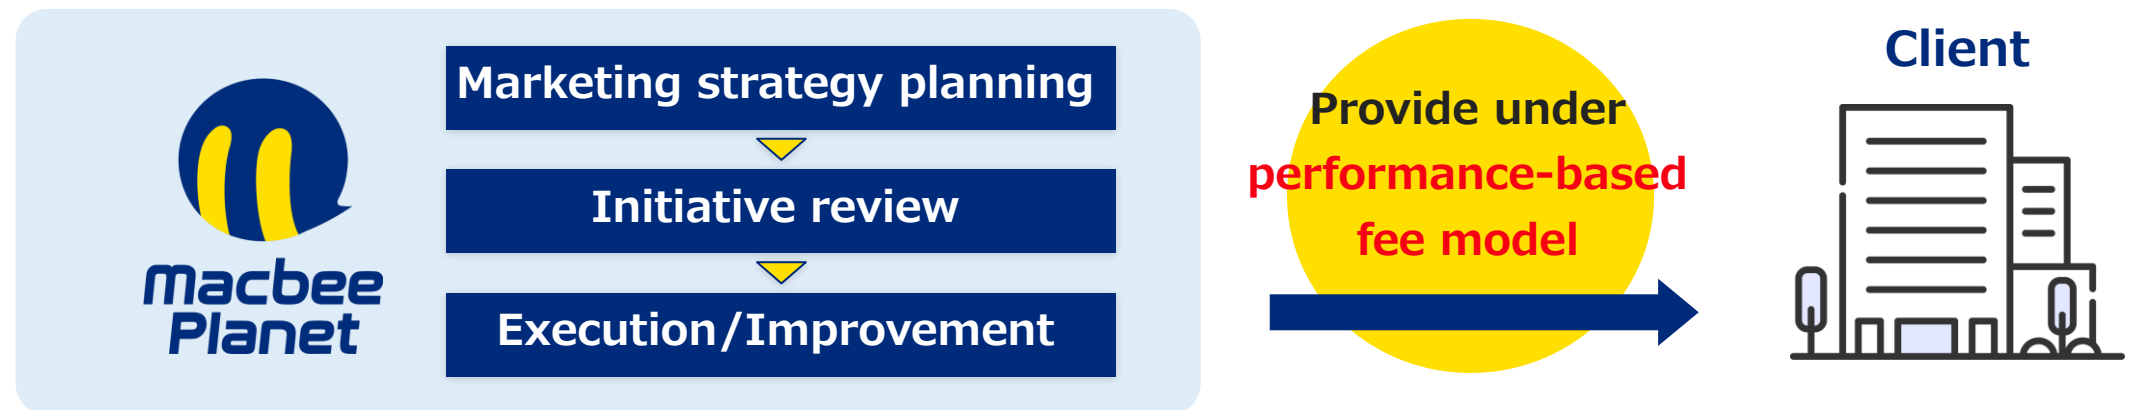 Macbee
Planet
Marketing strategy planning
Initiative review
Execution/Improvement
Provide under
performance-based
fee model
Client